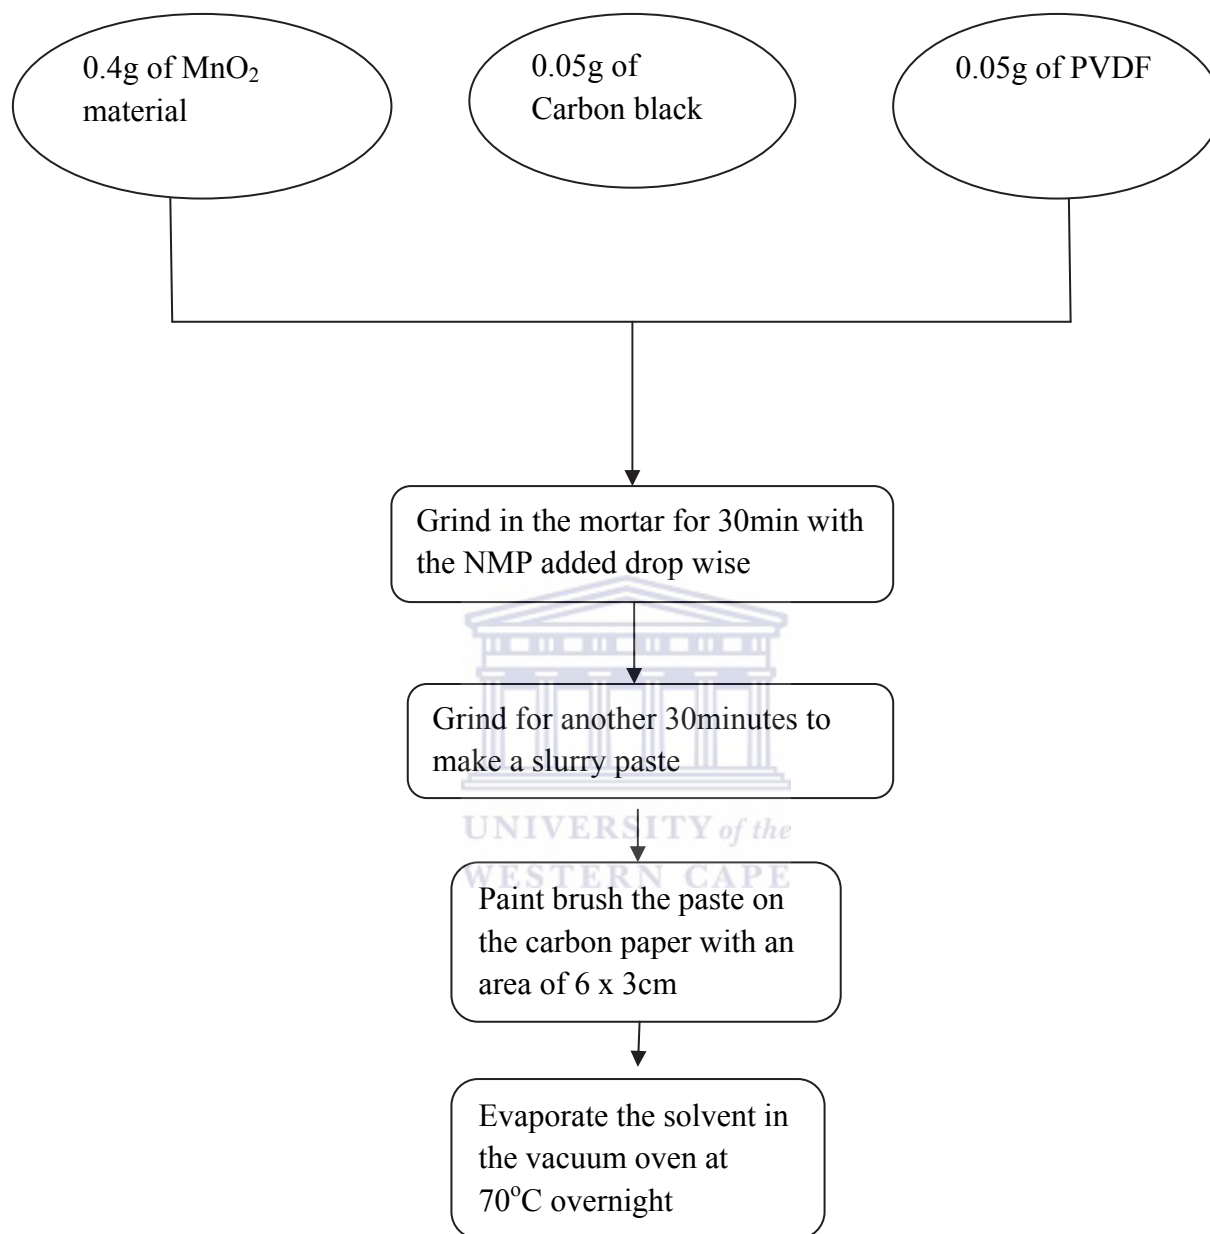 0.4g of MnO₂
material
0.05g of
Carbon black
0.05g of PVDF
Grind in the mortar for 30min with
the NMP added drop wise
Grind for another 30minutes to
make a slurry paste
UNIVERSITY of the
WESTERN CAPE
Paint brush the paste on
the carbon paper with an
area of 6 x 3cm
Evaporate the solvent in
the vacuum oven at
70ᵒC overnight